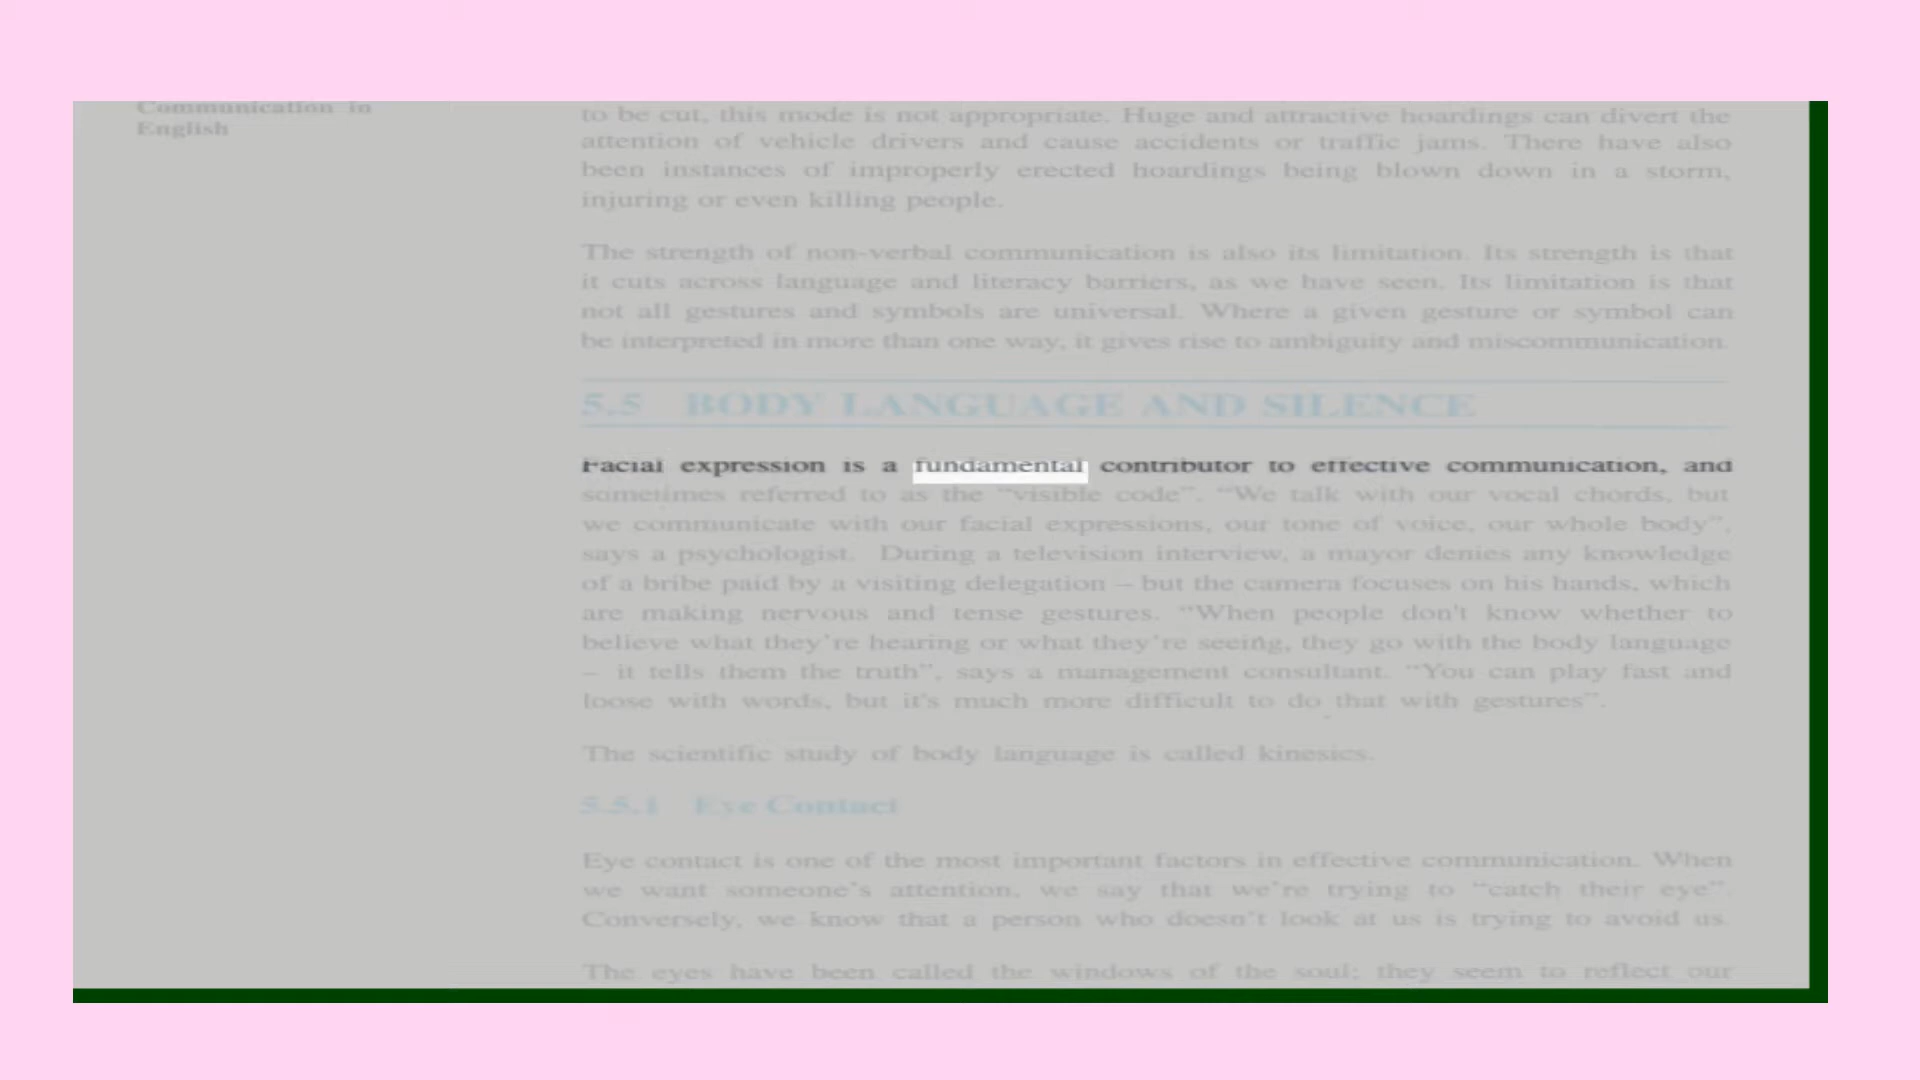 Communication in
English
to be cut, this mode is not appropriate. Huge and attractive hoardings can divert the
attention of vehicle drivers and cause accidents or traffic jams. There have also
been instances of improperly erected hoardings being blown down in a storm,
injuring or even killing people.
The strength of non-verbal communication is also its limitation. Its strength is that
it cuts across language and literacy barriers, as we have seen. Its limitation is that
not all gestures and symbols are universal. Where a given gesture or symbol can
be interpreted in more than one way, it gives rise to ambiguity and miscommunication.
5.5 BODY LANGUAGE AND SILENCE
Facial expression is a fundamental contributor to effective communication, and
sometimes referred to as the “visible code”. “We talk with our vocal chords, but
we communicate with our facial expressions, our tone of voice, our whole body”,
says a psychologist. During a television interview, a mayor denies any knowledge
of a bribe paid by a visiting delegation – but the camera focuses on his hands, which
are making nervous and tense gestures. “When people don't know whether to
believe what they’re hearing or what they’re seeing, they go with the body language
– it tells them the truth”, says a management consultant. “You can play fast and
loose with words, but it's much more difficult to do that with gestures”.
The scientific study of body language is called kinesics.
5.5.1 Eye Contact
Eye contact is one of the most important factors in effective communication. When
we want someone’s attention, we say that we’re trying to “catch their eye”.
Conversely, we know that a person who doesn’t look at us is trying to avoid us.
The eyes have been called the windows of the soul; they seem to reflect our